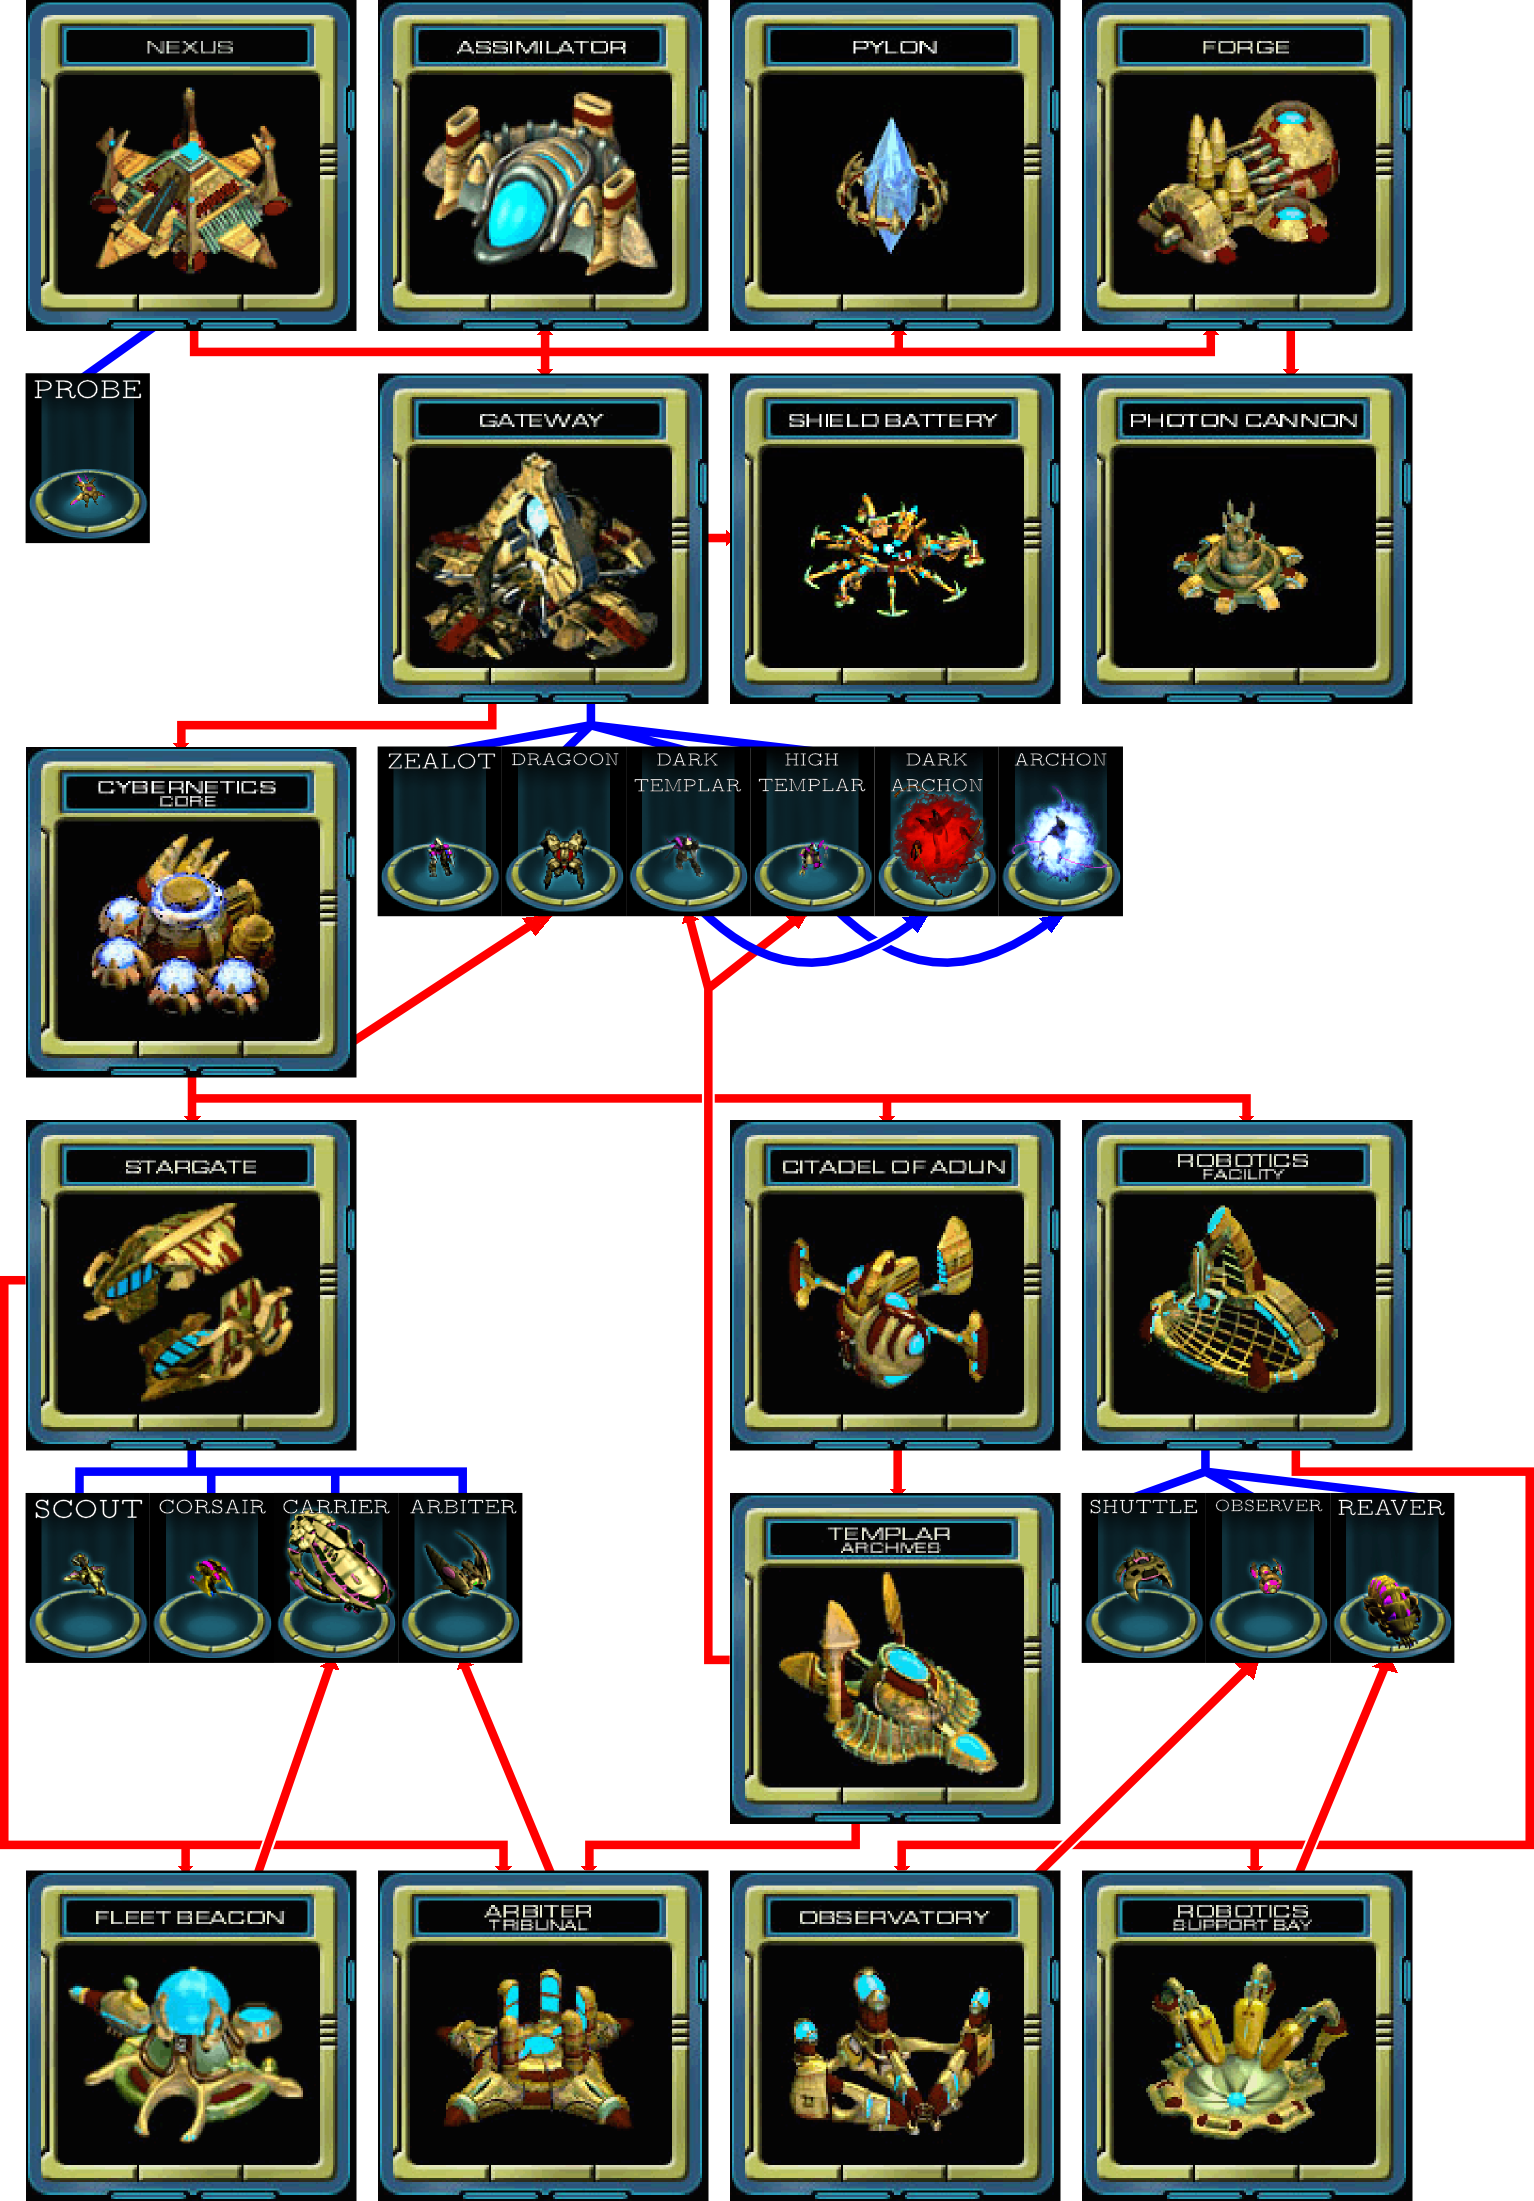 NEXUS
ASSIMILATOR
PYLON
FORGE
PROBE
GATEWAY
SHIELD BATTERY
PHOTON CANNON
CYBERNETICS
CORE
ZEALOT
DRAGOON
DARK
TEMPLAR
HIGH
TEMPLAR
DARK
ARCHON
ARCHON
STARGATE
CITADEL OF ADUN
ROBOTICS
FACILITY
SCOUT
CORSAIR
CARRIER
ARBITER
TEMPLAR
ARCHIVES
SHUTTLE
OBSERVER
REAVER
FLEET BEACON
ARBITER
TRIBUNAL
OBSERVATORY
ROBOTICS
SUPPORT BAY